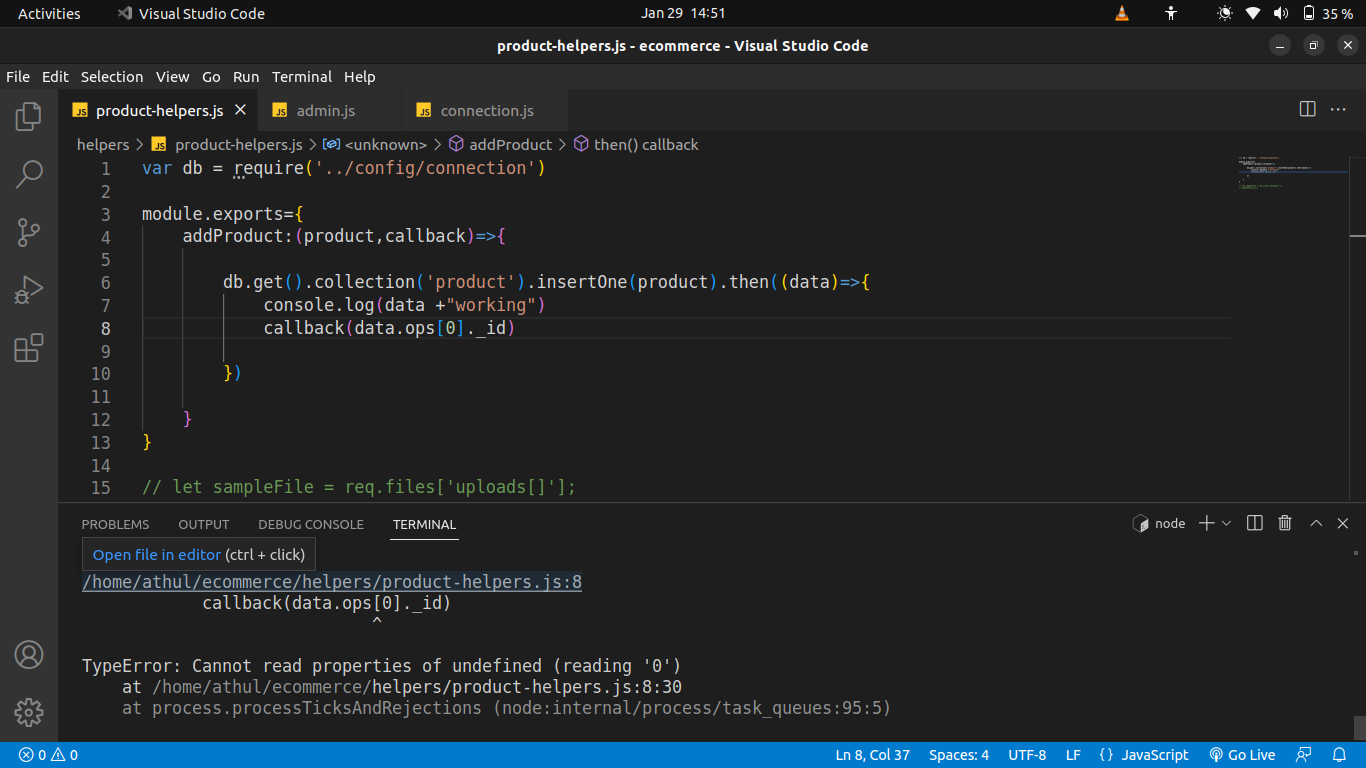 Activities Visual Studio Code Jan 29 14:51 35 %
product-helpers.js - ecommerce - Visual Studio Code
File Edit Selection View Go Run Terminal Help
JS product-helpers.js JS admin.js JS connection.js
helpers > JS product-helpers.js > <unknown> > addProduct > then() callback
1 var db = require('../config/connection')
2
3 module.exports={
4 addProduct:(product,callback)=>{
5
6 db.get().collection('product').insertOne(product).then((data)=>{
7 console.log(data +"working")
8 callback(data.ops[0]._id)
9
10 })
11
12 }
13 }
14
15 // let sampleFile = req.files['uploads[]'];
PROBLEMS OUTPUT DEBUG CONSOLE TERMINAL node
Open file in editor (ctrl + click)
/home/athul/ecommerce/helpers/product-helpers.js:8
callback(data.ops[0]._id)
^
TypeError: Cannot read properties of undefined (reading '0')
at /home/athul/ecommerce/helpers/product-helpers.js:8:30
at process.processTicksAndRejections (node:internal/process/task_queues:95:5)
0 0 Ln 8, Col 37 Spaces: 4 UTF-8 LF {} JavaScript Go Live